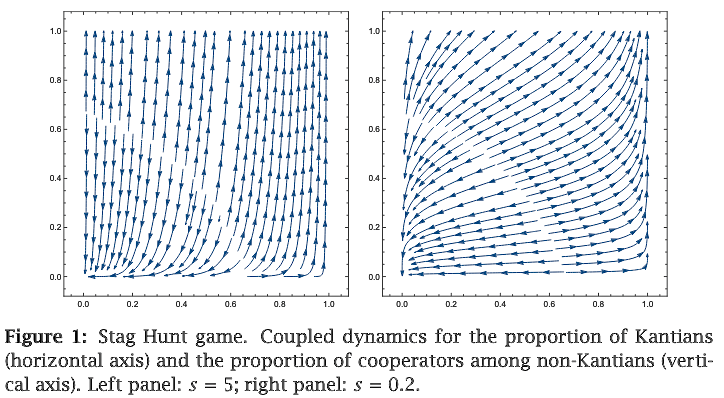 1.0
0.8
0.6
0.4
0.2
0.0
0.0 0.2 0.4 0.6 0.8 1.0
1.0
0.8
0.6
0.4
0.2
0.0
0.0 0.2 0.4 0.6 0.8 1.0
Figure 1: Stag Hunt game. Coupled dynamics for the proportion of Kantians
(horizontal axis) and the proportion of cooperators among non-Kantians (verti-
cal axis). Left panel: s = 5; right panel: s = 0.2.